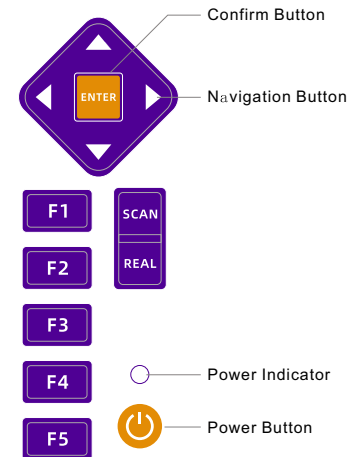 Confirm Button
ENTER
Navigation Button
F1
SCAN
F2
REAL
F3
F4
Power Indicator
Power Button
F5